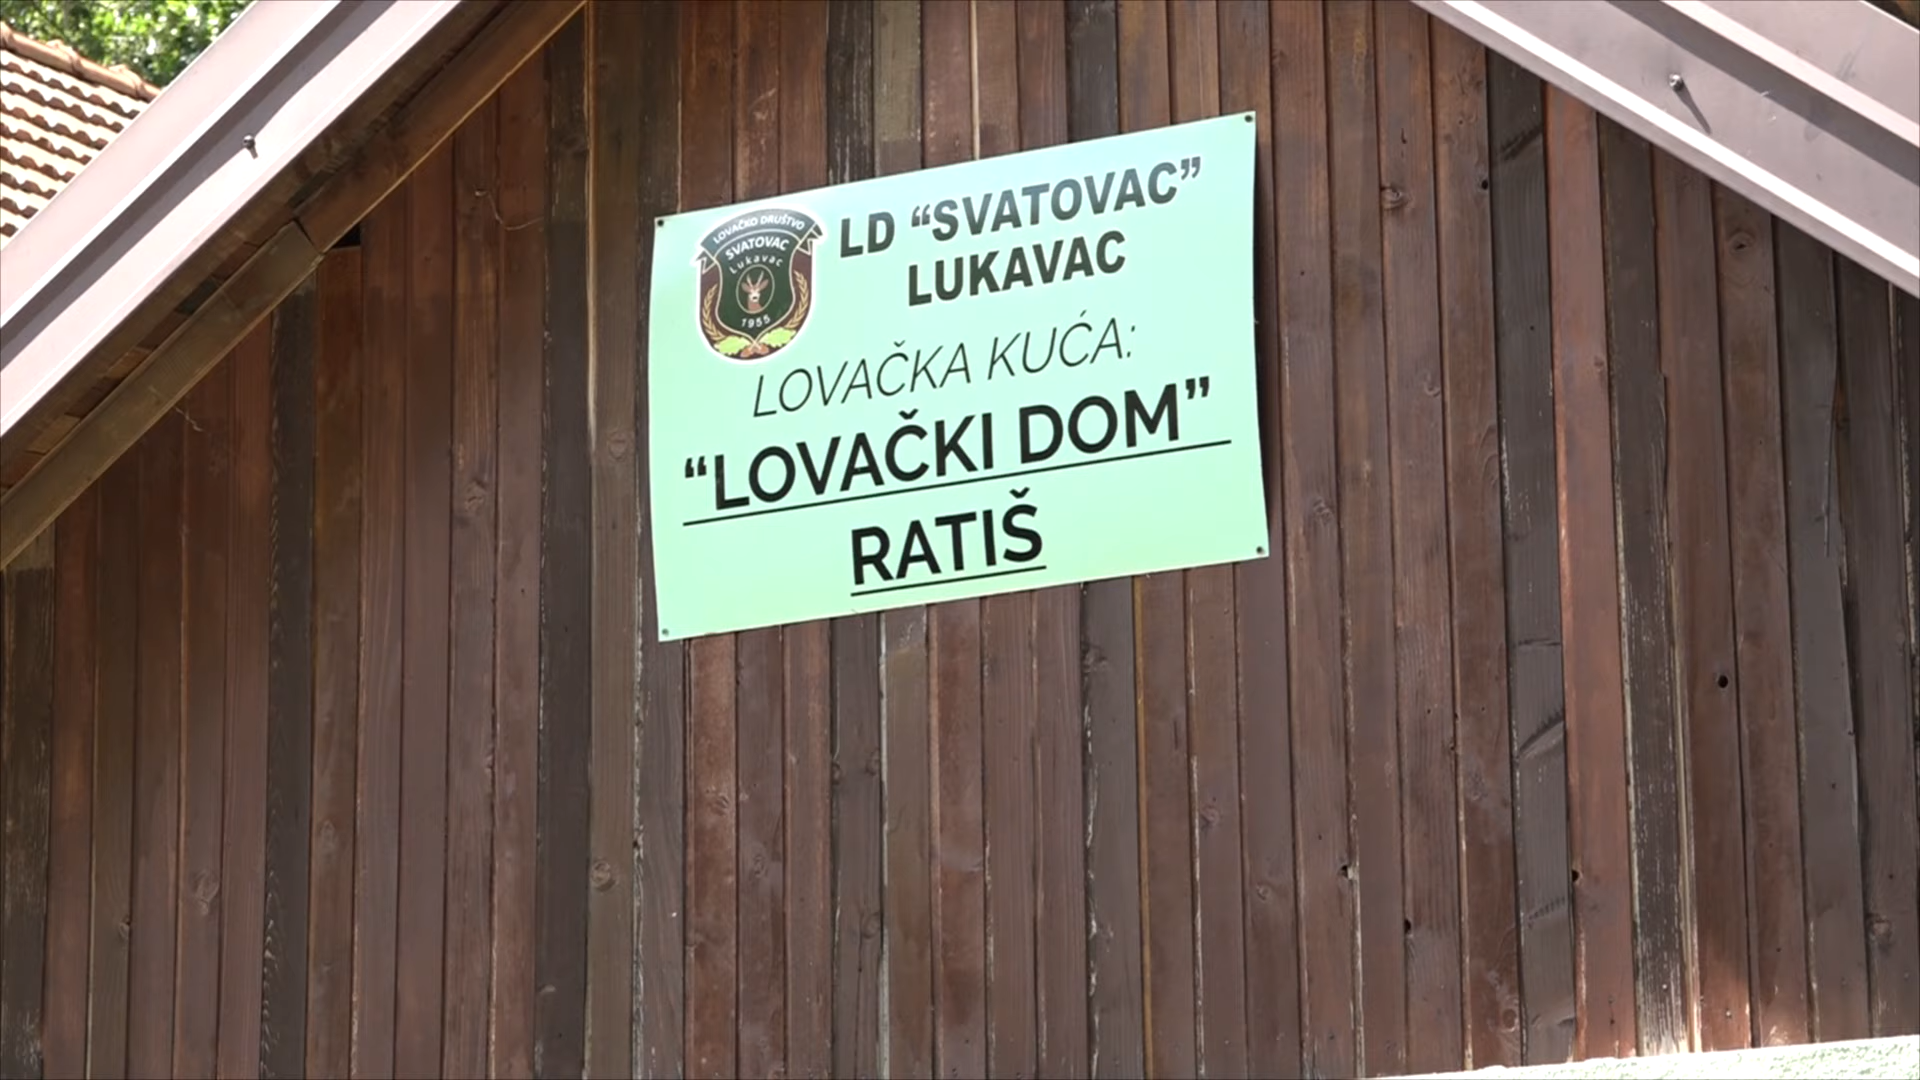 LOVAČKO DRUŠTVO
SVATOVAC
Lukavac
1955
LD “SVATOVAC”
LUKAVAC
LOVAČKA KUĆA:
“LOVAČKI DOM”
RATIŠ